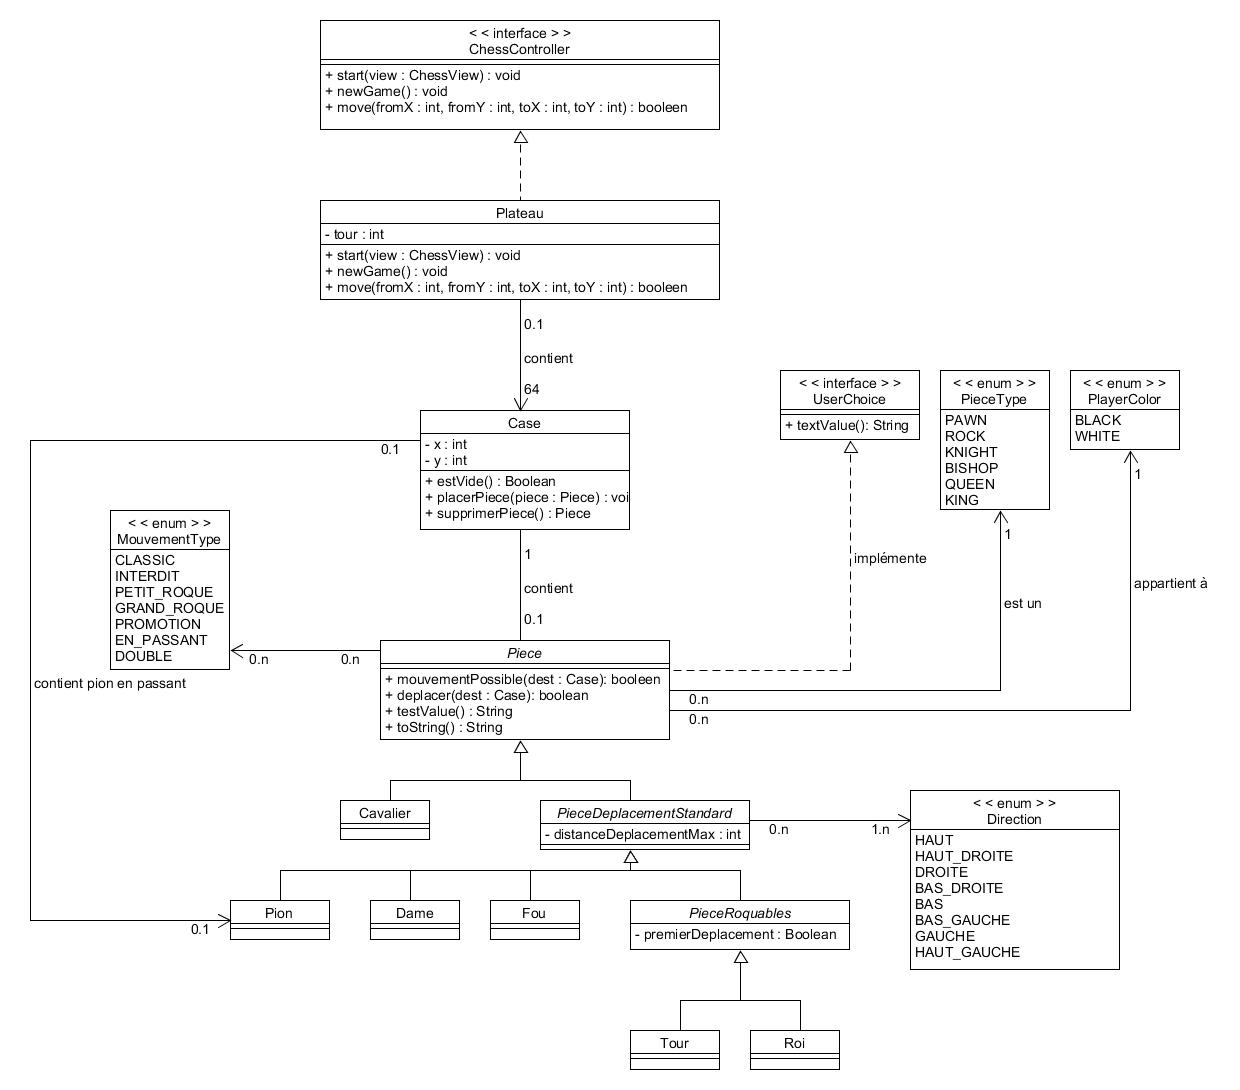 < < interface > >
ChessController
+ start(view : ChessView) : void
+ newGame() : void
+ move(fromX : int, fromY : int, toX : int, toY : int) : booleen
Plateau
- tour : int
+ start(view : ChessView) : void
+ newGame() : void
+ move(fromX : int, fromY : int, toX : int, toY : int) : booleen
0.1
contient
64
Case
- x : int
- y : int
+ estVide() : Boolean
+ placerPiece(piece : Piece) : voi
+ supprimerPiece() : Piece
0.1
< < interface > >
UserChoice
+ textValue(): String
< < enum > >
PieceType
PAWN
ROCK
KNIGHT
BISHOP
QUEEN
KING
< < enum > >
PlayerColor
BLACK
WHITE
1
1
implémente
est un
appartient à
< < enum > >
MouvementType
CLASSIC
INTERDIT
PETIT_ROQUE
GRAND_ROQUE
PROMOTION
EN_PASSANT
DOUBLE
1
contient
0.1
0.n
0.n
contient pion en passant
Piece
+ mouvementPossible(dest : Case): booleen
+ deplacer(dest : Case): boolean
+ testValue() : String
+ toString() : String
0.n
0.n
Cavalier
PieceDeplacementStandard
- distanceDeplacementMax : int
0.n
1.n
< < enum > >
Direction
HAUT
HAUT_DROITE
DROITE
BAS_DROITE
BAS
BAS_GAUCHE
GAUCHE
HAUT_GAUCHE
0.1
Pion
Dame
Fou
PieceRoquables
- premierDeplacement : Boolean
Tour
Roi